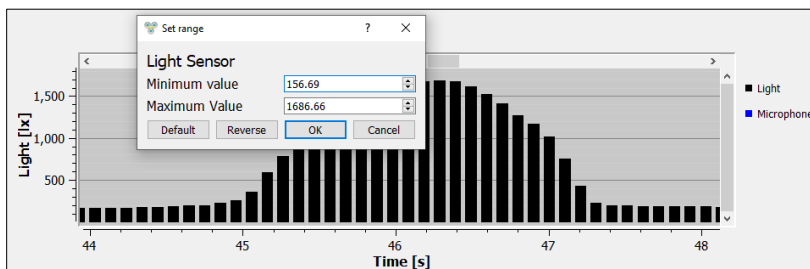 Set range
? ×
Light Sensor
Minimum value 156.69
Maximum Value 1686.66
Default Reverse OK Cancel
Light
Microphone
1,500
1,000
500
Light [lx]
44 45 46 47 48
Time [s]